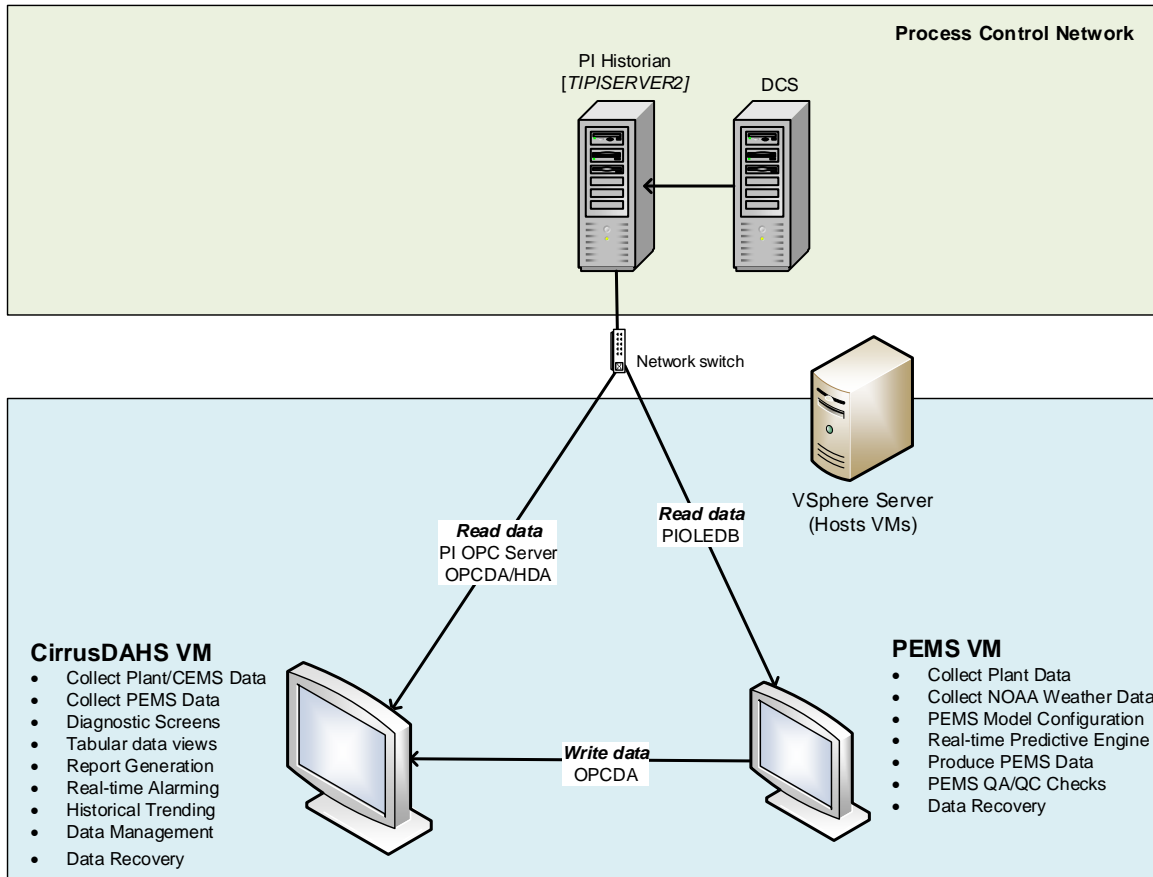 Process Control Network
PI Historian
[TIPISERVER2]
DCS
Network switch
VSphere Server
(Hosts VMs)
Read data
PI OPC Server
OPCDA/HDA
Read data
PIOLEDB
CirrusDAHS VM
• Collect Plant/CEMS Data
• Collect PEMS Data
• Diagnostic Screens
• Tabular data views
• Report Generation
• Real-time Alarming
• Historical Trending
• Data Management
• Data Recovery
Write data
OPCDA
PEMS VM
• Collect Plant Data
• Collect NOAA Weather Data
• PEMS Model Configuration
• Real-time Predictive Engine
• Produce PEMS Data
• PEMS QA/QC Checks
• Data Recovery